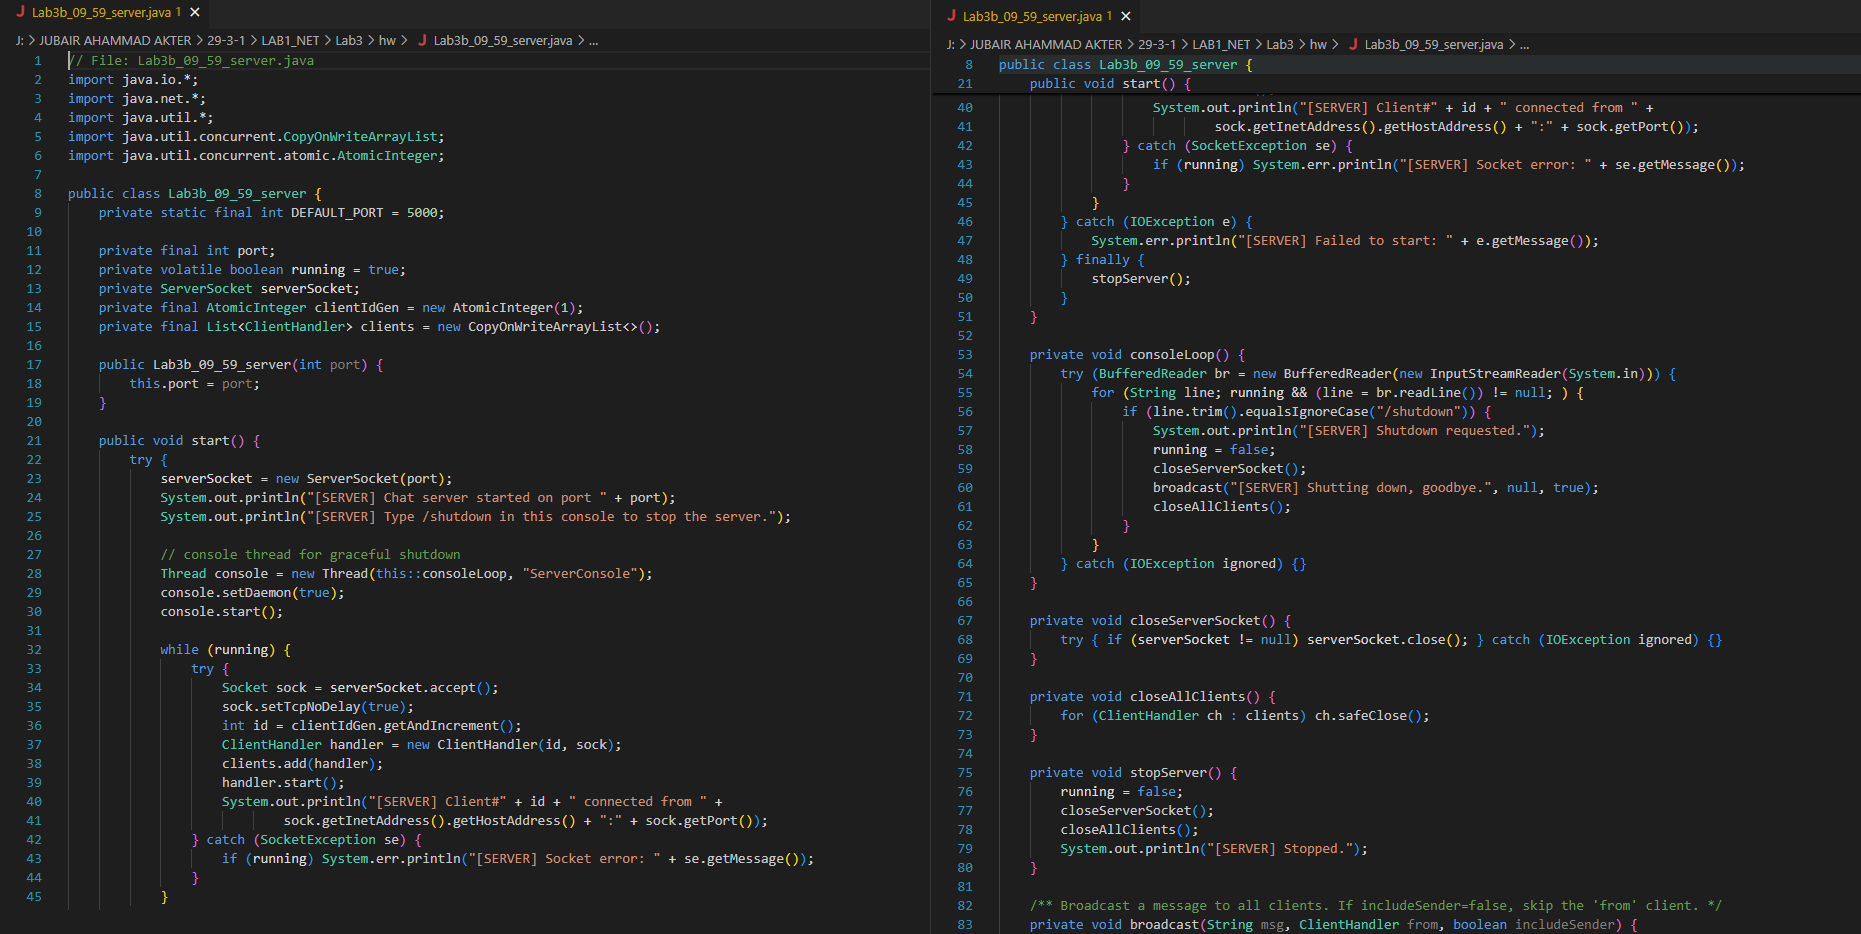 Lab3b_09_59_server.java 1
J: > JUBAIR AHAMMAD AKTER > 29-3-1 > LAB1_NET > Lab3 > hw > J Lab3b_09_59_server.java > ...
1 // File: Lab3b_09_59_server.java
2 import java.io.*;
3 import java.net.*;
4 import java.util.*;
5 import java.util.concurrent.CopyOnWriteArrayList;
6 import java.util.concurrent.atomic.AtomicInteger;
7
8 public class Lab3b_09_59_server {
9     private static final int DEFAULT_PORT = 5000;
10
11     private final int port;
12     private volatile boolean running = true;
13     private ServerSocket serverSocket;
14     private final AtomicInteger clientIdGen = new AtomicInteger(1);
15     private final List<ClientHandler> clients = new CopyOnWriteArrayList<>();
16
17     public Lab3b_09_59_server(int port) {
18         this.port = port;
19     }
20
21     public void start() {
22         try {
23             serverSocket = new ServerSocket(port);
24             System.out.println("[SERVER] Chat server started on port " + port);
25             System.out.println("[SERVER] Type /shutdown in this console to stop the server.");
26
27             // console thread for graceful shutdown
28             Thread console = new Thread(this::consoleLoop, "ServerConsole");
29             console.setDaemon(true);
30             console.start();
31
32             while (running) {
33                 try {
34                     Socket sock = serverSocket.accept();
35                     sock.setTcpNoDelay(true);
36                     int id = clientIdGen.getAndIncrement();
37                     ClientHandler handler = new ClientHandler(id, sock);
38                     clients.add(handler);
39                     handler.start();
40                     System.out.println("[SERVER] Client#" + id + " connected from " +
41                             sock.getInetAddress().getHostAddress() + ":" + sock.getPort());
42                 } catch (SocketException se) {
43                     if (running) System.err.println("[SERVER] Socket error: " + se.getMessage());
44                 }
45             }
Lab3b_09_59_server.java 1
J: > JUBAIR AHAMMAD AKTER > 29-3-1 > LAB1_NET > Lab3 > hw > J Lab3b_09_59_server.java > ...
8 public class Lab3b_09_59_server {
21     public void start() {
40                     System.out.println("[SERVER] Client#" + id + " connected from " +
41                             sock.getInetAddress().getHostAddress() + ":" + sock.getPort());
42                 } catch (SocketException se) {
43                     if (running) System.err.println("[SERVER] Socket error: " + se.getMessage());
44                 }
45             }
46         } catch (IOException e) {
47             System.err.println("[SERVER] Failed to start: " + e.getMessage());
48         } finally {
49             stopServer();
50         }
51     }
52
53     private void consoleLoop() {
54         try (BufferedReader br = new BufferedReader(new InputStreamReader(System.in))) {
55             for (String line; running && (line = br.readLine()) != null; ) {
56                 if (line.trim().equalsIgnoreCase("/shutdown")) {
57                     System.out.println("[SERVER] Shutdown requested.");
58                     running = false;
59                     closeServerSocket();
60                     broadcast("[SERVER] Shutting down, goodbye.", null, true);
61                     closeAllClients();
62                 }
63             }
64         } catch (IOException ignored) {}
65     }
66
67     private void closeServerSocket() {
68         try { if (serverSocket != null) serverSocket.close(); } catch (IOException ignored) {}
69     }
70
71     private void closeAllClients() {
72         for (ClientHandler ch : clients) ch.safeClose();
73     }
74
75     private void stopServer() {
76         running = false;
77         closeServerSocket();
78         closeAllClients();
79         System.out.println("[SERVER] Stopped.");
80     }
81
82     /** Broadcast a message to all clients. If includeSender=false, skip the 'from' client. */
83     private void broadcast(String msg, ClientHandler from, boolean includeSender) {